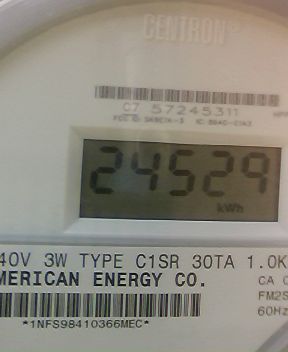 CENTRON®
C7 57245311
24529
kWh
40V 3W TYPE C1SR 30TA 1.0K
MERICAN ENERGY CO.
CA
FM2S
60Hz
*1NFS98410366MEC*